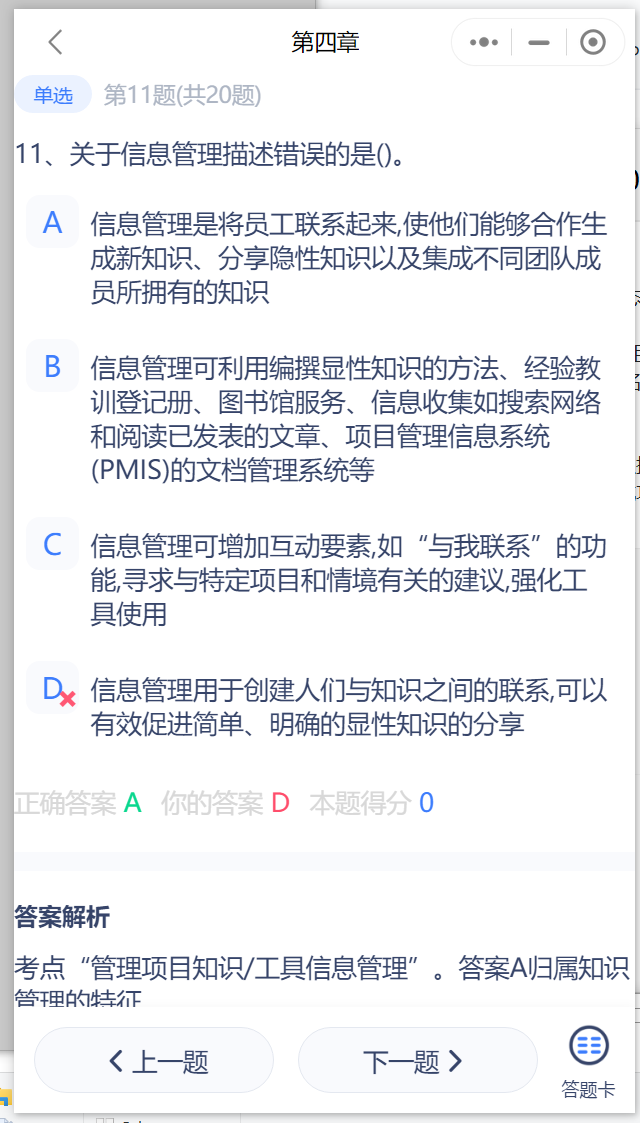 第四章
单选 第11题(共20题)
11、关于信息管理描述错误的是()。
A 信息管理是将员工联系起来,使他们能够合作生
成新知识、分享隐性知识以及集成不同团队成
员所拥有的知识
B 信息管理可利用编撰显性知识的方法、经验教
训登记册、图书馆服务、信息收集如搜索网络
和阅读已发表的文章、项目管理信息系统
(PMIS)的文档管理系统等
C 信息管理可增加互动要素,如“与我联系”的功
能,寻求与特定项目和情境有关的建议,强化工
具使用
D 信息管理用于创建人们与知识之间的联系,可以
有效促进简单、明确的显性知识的分享
正确答案 A 你的答案 D 本题得分 0
答案解析
考点“管理项目知识/工具信息管理”。答案A归属知识
管理的特征
上一题 下一题 答题卡